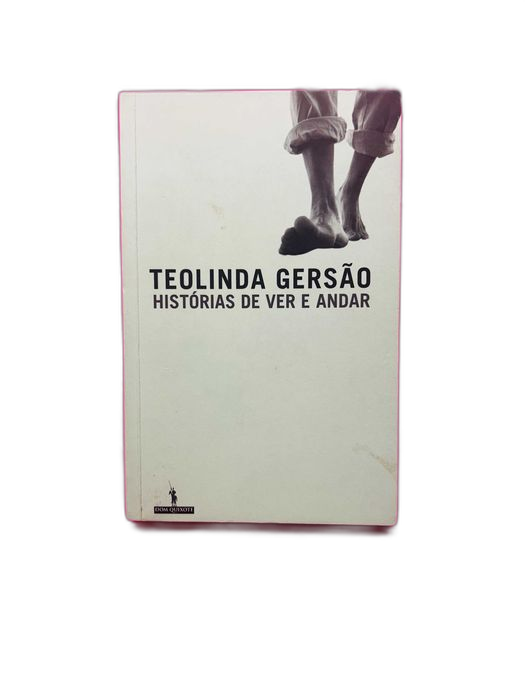 TEOLINDA GERSÃO
HISTÓRIAS DE VER E ANDAR
DOM QUIXOTE